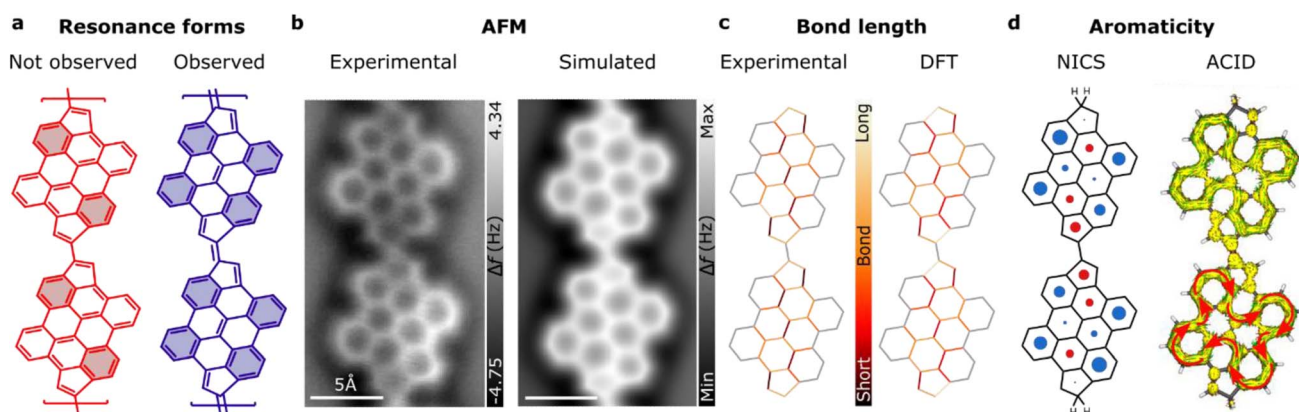 a Resonance forms
Not observed Observed
b AFM
Experimental Simulated
4.34
Δf (Hz)
-4.75
Max
Δf (Hz)
Min
5Å
c Bond length
Experimental DFT
Long
Bond
Short
d Aromaticity
NICS ACID
H H
H H